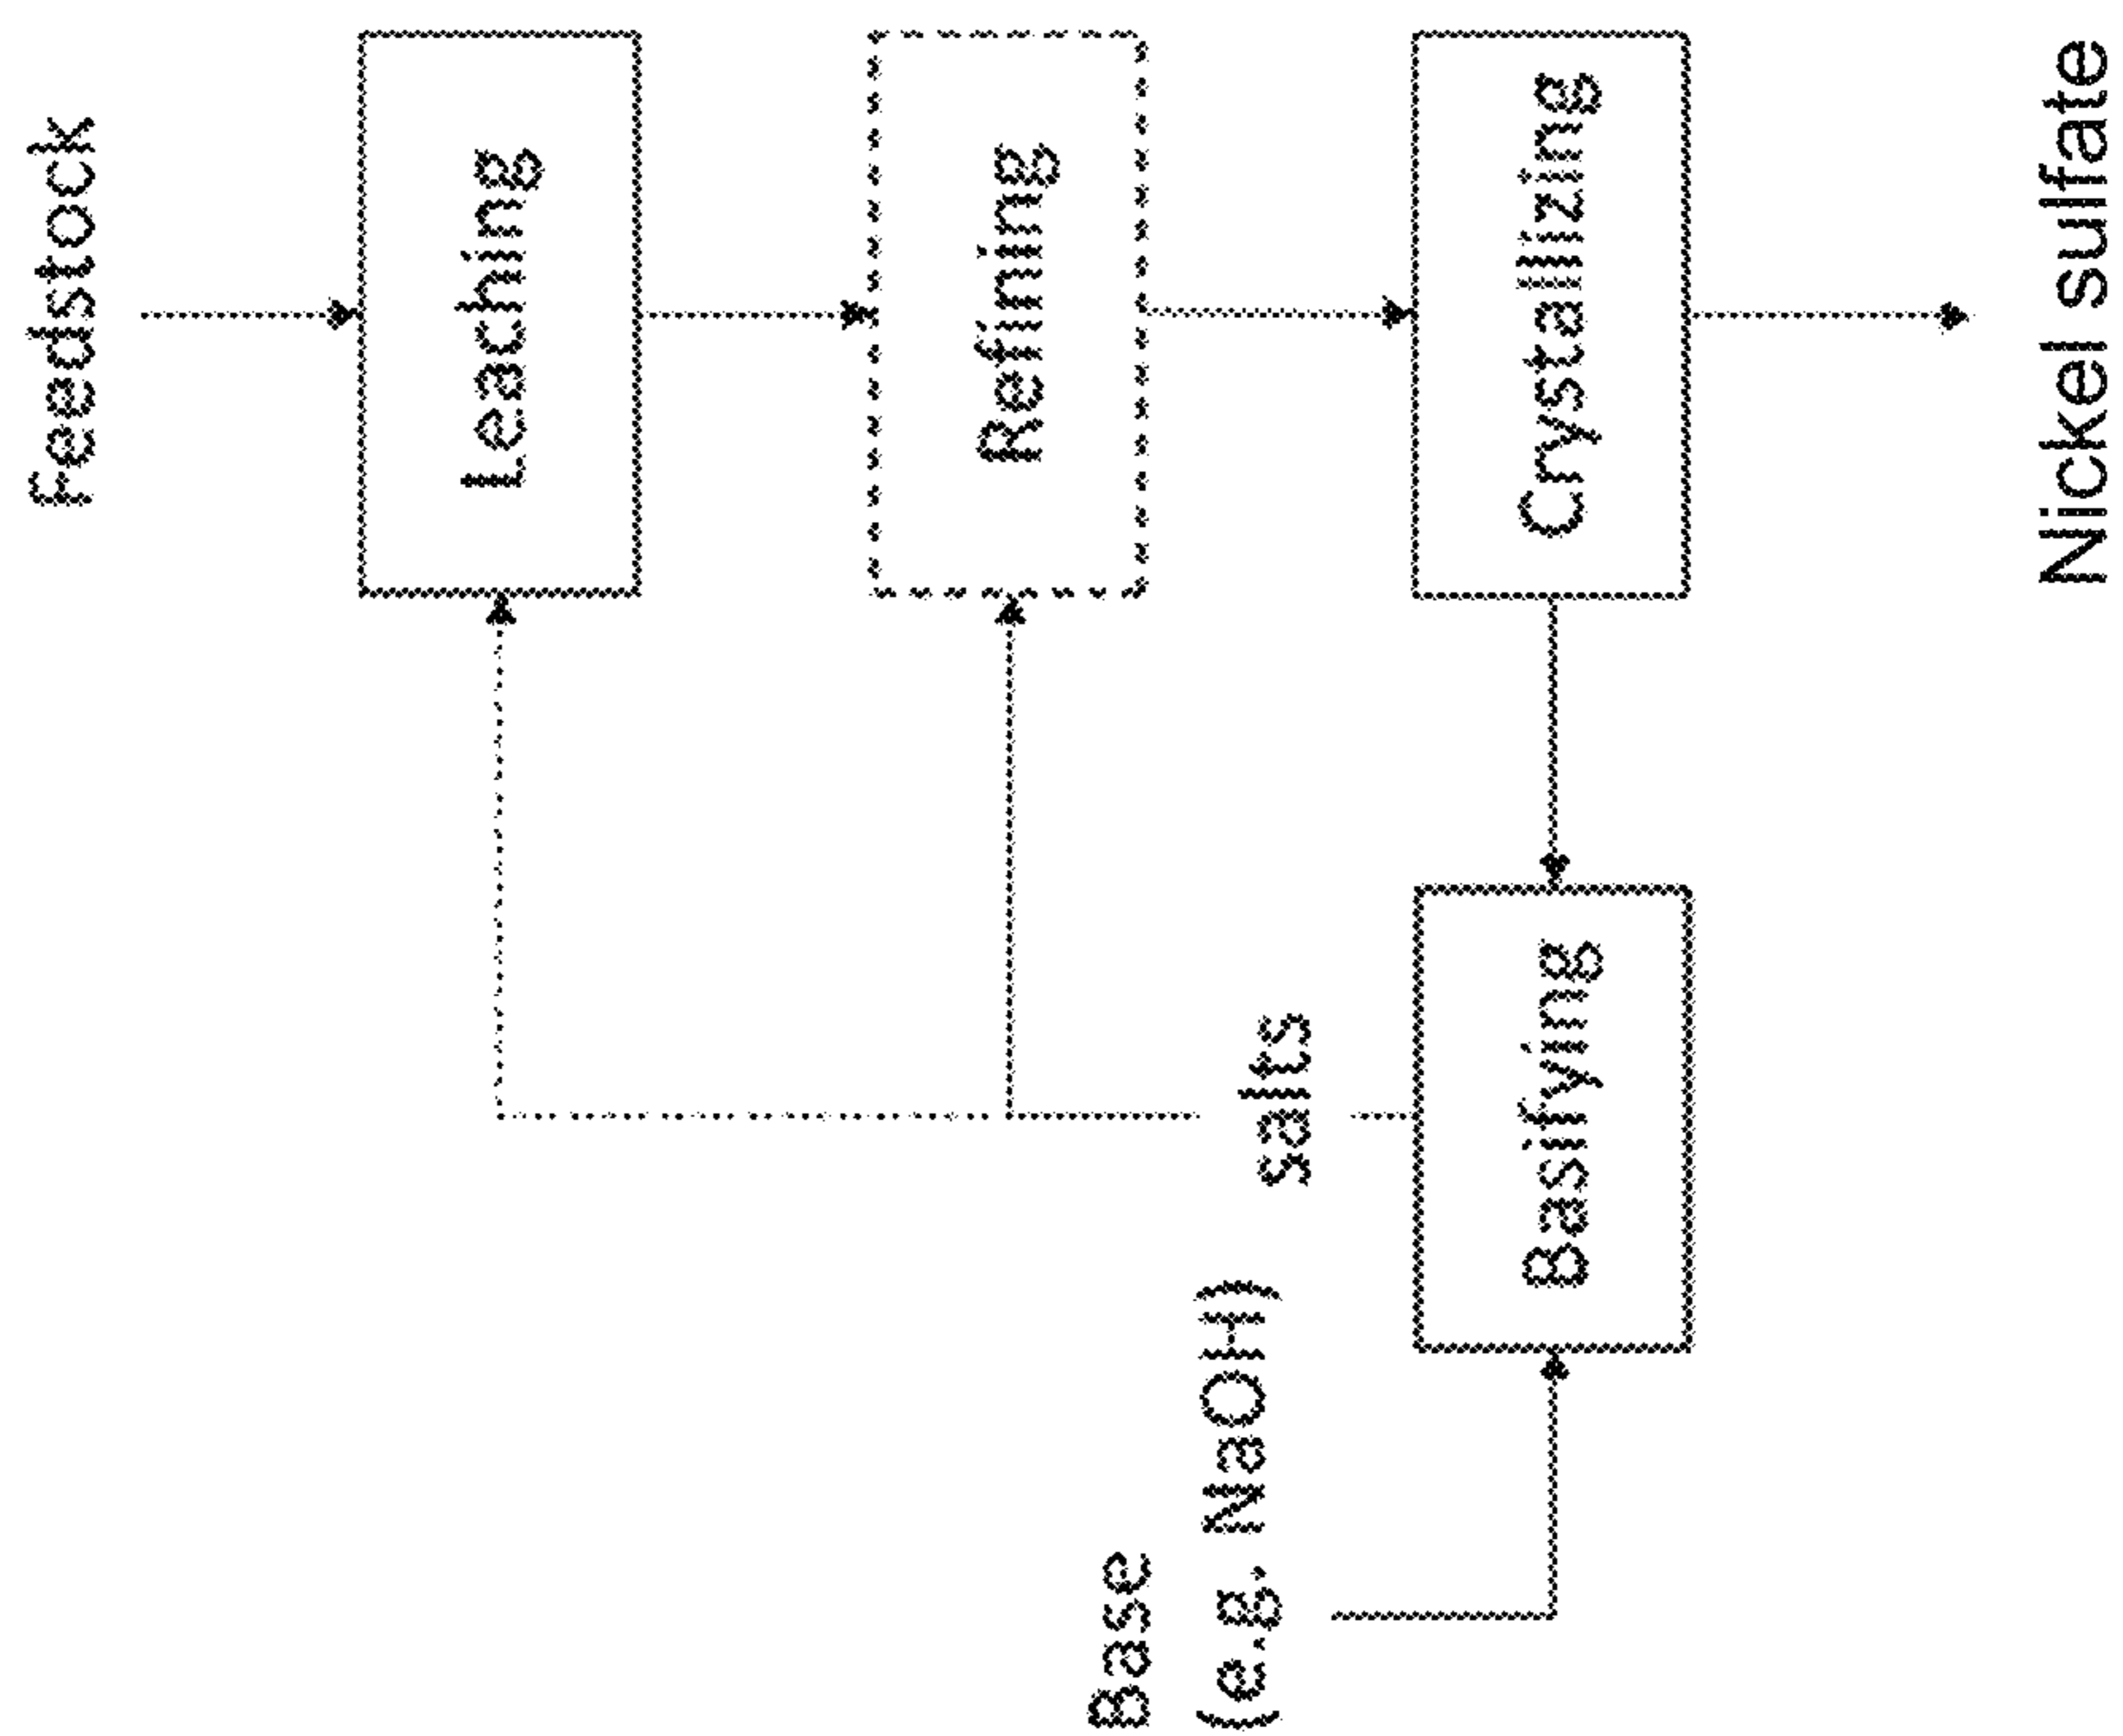 Feedstock
Leaching
Refining
Crystallizing
Nickel sulfate
salts
Basifying
Base
(e.g. NaOH)